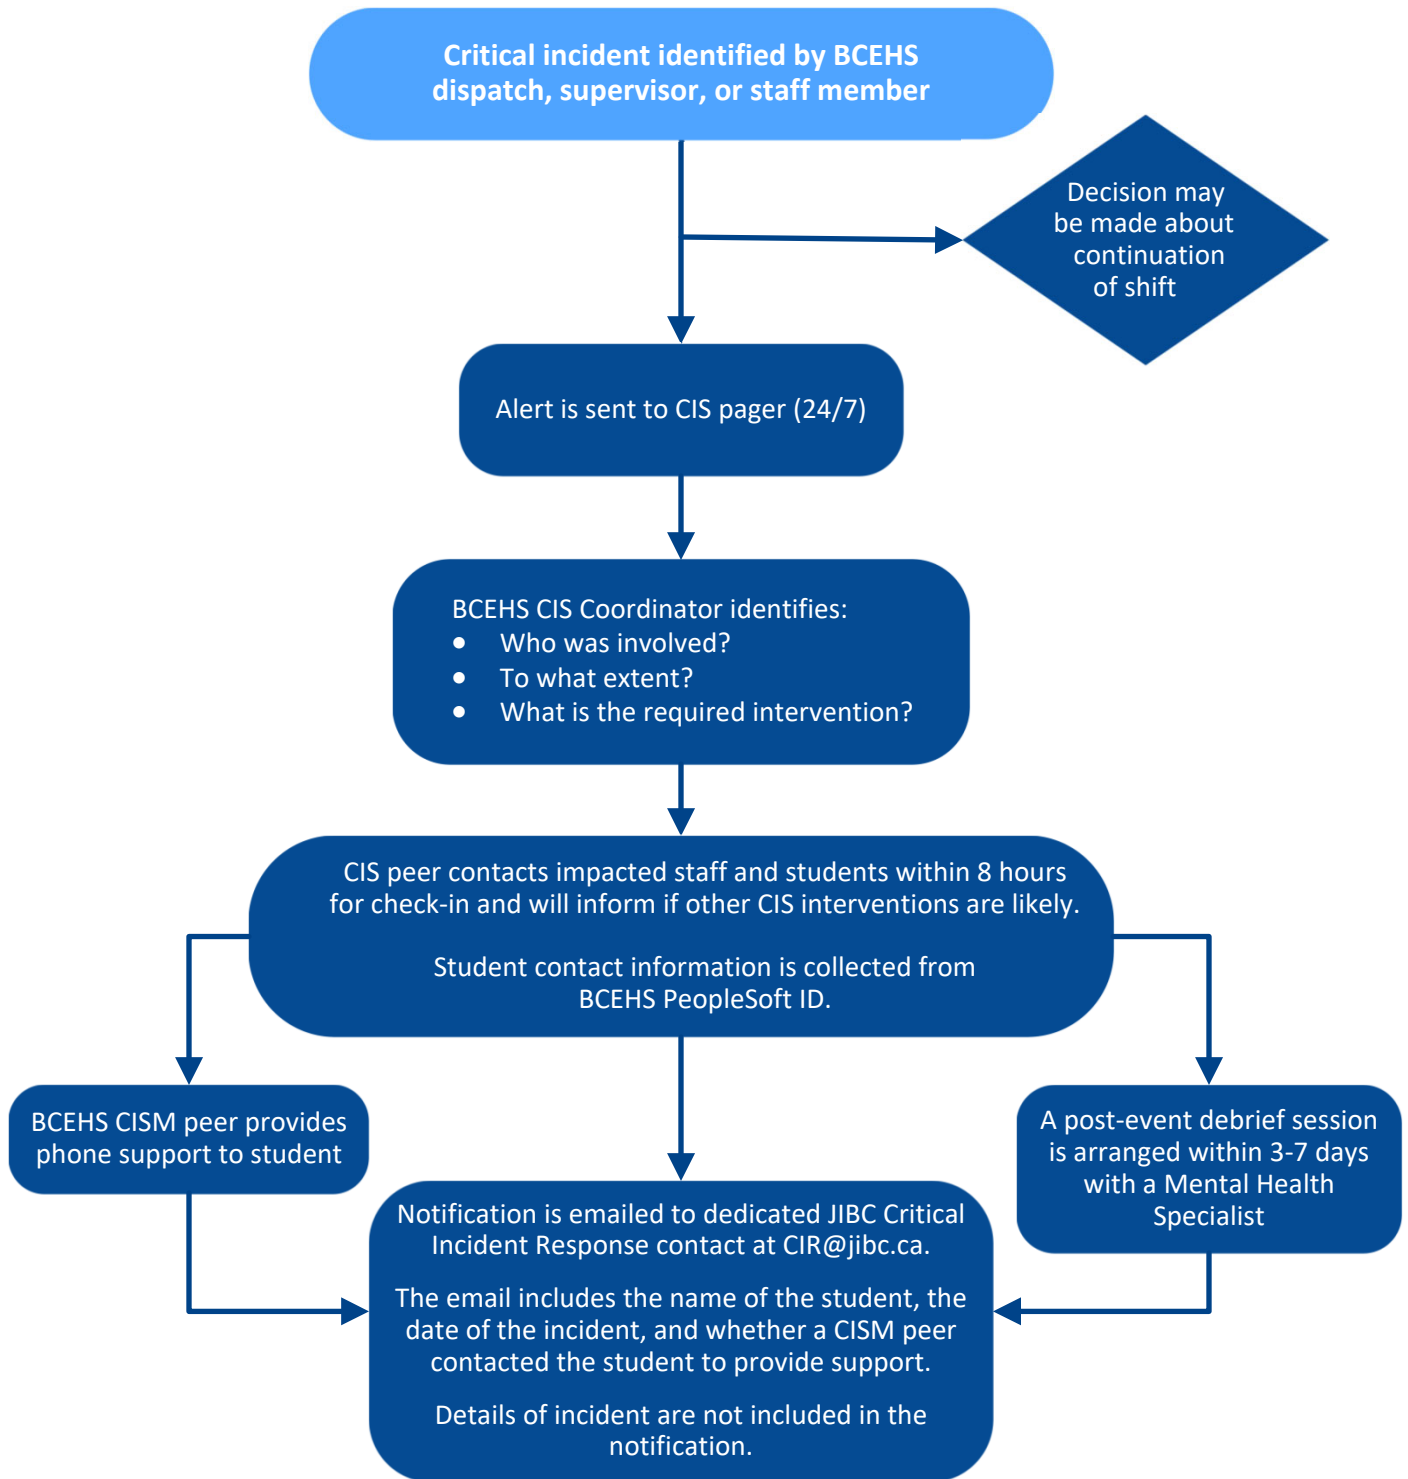 Critical incident identified by BCEHS
dispatch, supervisor, or staff member
Decision may
be made about
continuation
of shift
Alert is sent to CIS pager (24/7)
BCEHS CIS Coordinator identifies:
● Who was involved?
● To what extent?
● What is the required intervention?
CIS peer contacts impacted staff and students within 8 hours
for check-in and will inform if other CIS interventions are likely.
Student contact information is collected from
BCEHS PeopleSoft ID.
BCEHS CISM peer provides
phone support to student
A post-event debrief session
is arranged within 3-7 days
with a Mental Health
Specialist
Notification is emailed to dedicated JIBC Critical
Incident Response contact at CIR@jibc.ca.
The email includes the name of the student, the
date of the incident, and whether a CISM peer
contacted the student to provide support.
Details of incident are not included in the
notification.